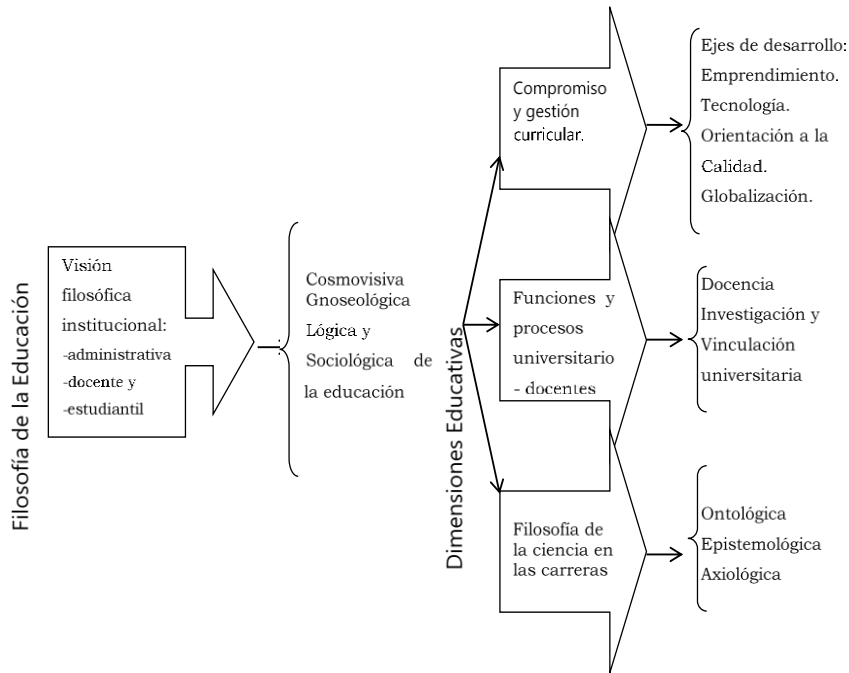 Filosofía de la Educación
Visión
filosófica
institucional:
-administrativa
-docente y
-estudiantil
Cosmovisiva
Gnoseológica
Lógica y
Sociológica de
la educación
Dimensiones Educativas
Compromiso
y gestión
curricular.
Ejes de desarrollo:
Emprendimiento.
Tecnología.
Orientación a la
Calidad.
Globalización.
Funciones y
procesos
universitario
- docentes
Docencia
Investigación y
Vinculación
universitaria
Filosofía de
la ciencia en
las carreras
Ontológica
Epistemológica
Axiológica